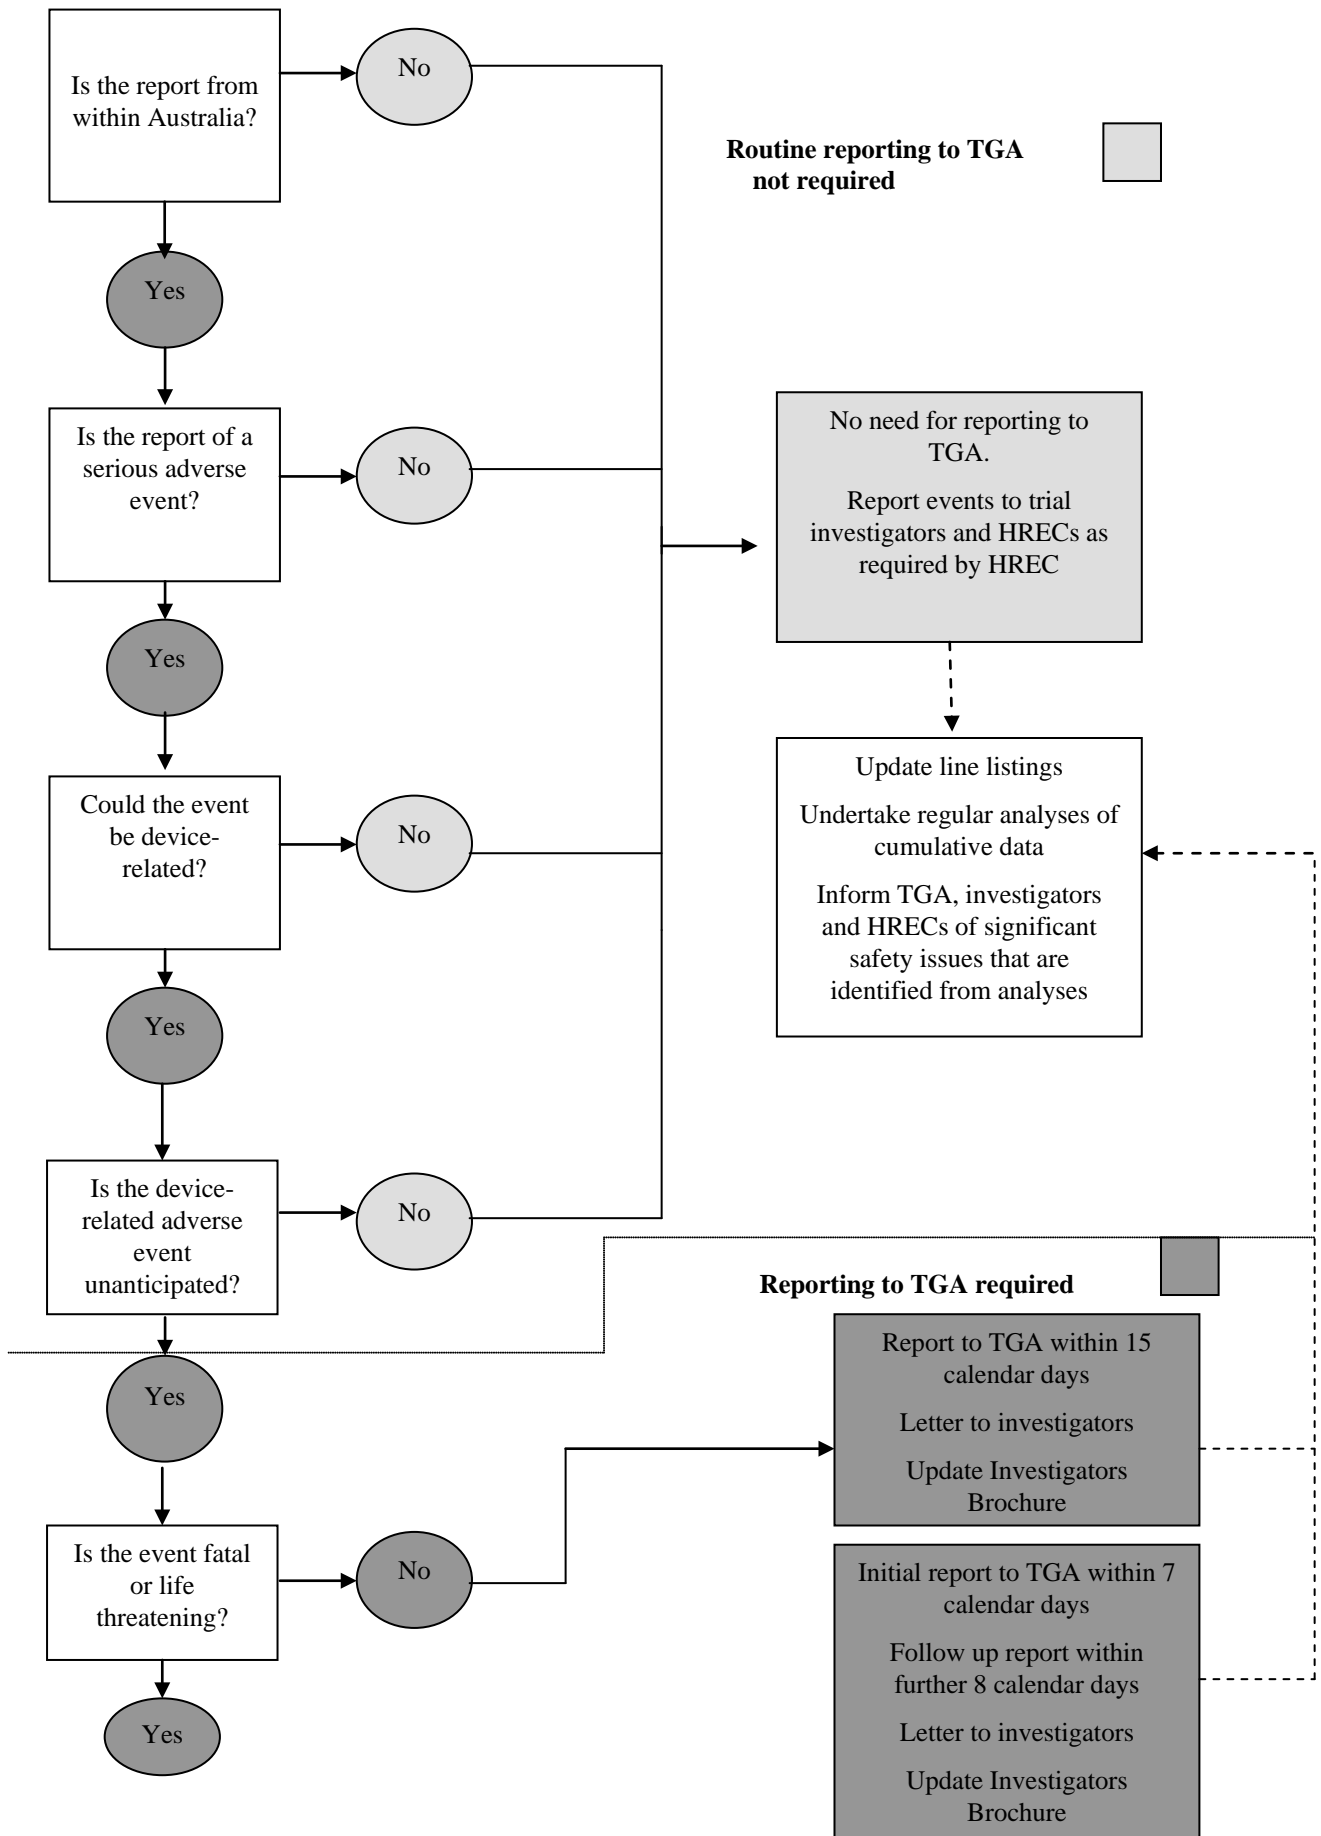 Is the report from
within Australia?
No
Routine reporting to TGA
not required
Yes
Is the report of a
serious adverse
event?
No
No need for reporting to
TGA.
Report events to trial
investigators and HRECs as
required by HREC
Yes
Could the event
be device-
related?
No
Update line listings
Undertake regular analyses of
cumulative data
Inform TGA, investigators
and HRECs of significant
safety issues that are
identified from analyses
Yes
Is the device-
related adverse
event
unanticipated?
No
Reporting to TGA required
Yes
Report to TGA within 15
calendar days
Letter to investigators
Update Investigators
Brochure
Is the event fatal
or life
threatening?
No
Initial report to TGA within 7
calendar days
Follow up report within
further 8 calendar days
Letter to investigators
Update Investigators
Brochure
Yes